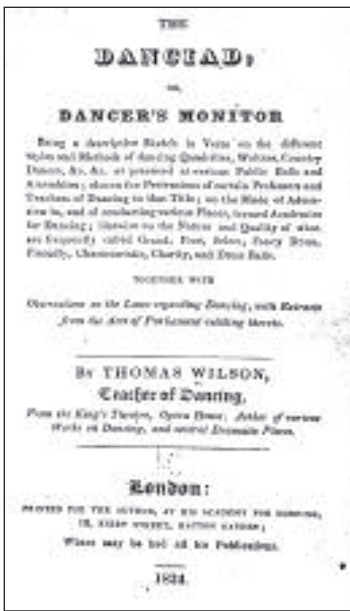 THE
DANCIAD;
OR,
DANCER'S MONITOR
Being a descriptive Sketch in Verse on the different
Styles and Methods of dancing Quadrilles, Waltzes, Country
Dances, &c. &c. as practised at various Public Balls and
Assemblies; shewn the Pretensions of certain Professors and
Teachers of Dancing to that Title; on the Mode of Admis-
sion to, and of conducting various Places, termed Academies
for Dancing; likewise on the Nature and Quality of what
are frequently called Grand, Free, Select, Fancy Dress,
Friendly, Characteristic, Charity, and Dress Balls.
TOGETHER WITH
Observations on the Laws regarding Dancing, with Extracts
from the Acts of Parliament relating thereto.
BY THOMAS WILSON,
Teacher of Dancing,
From the King's Theatre, Opera House; Author of various
Works on Dancing, and several Dramatic Pieces.
London:
PRINTED FOR THE AUTHOR, AT HIS ACADEMY FOR DANCING,
STREET, HATTON GARDEN;
Where may be had all his Publications.
1824.